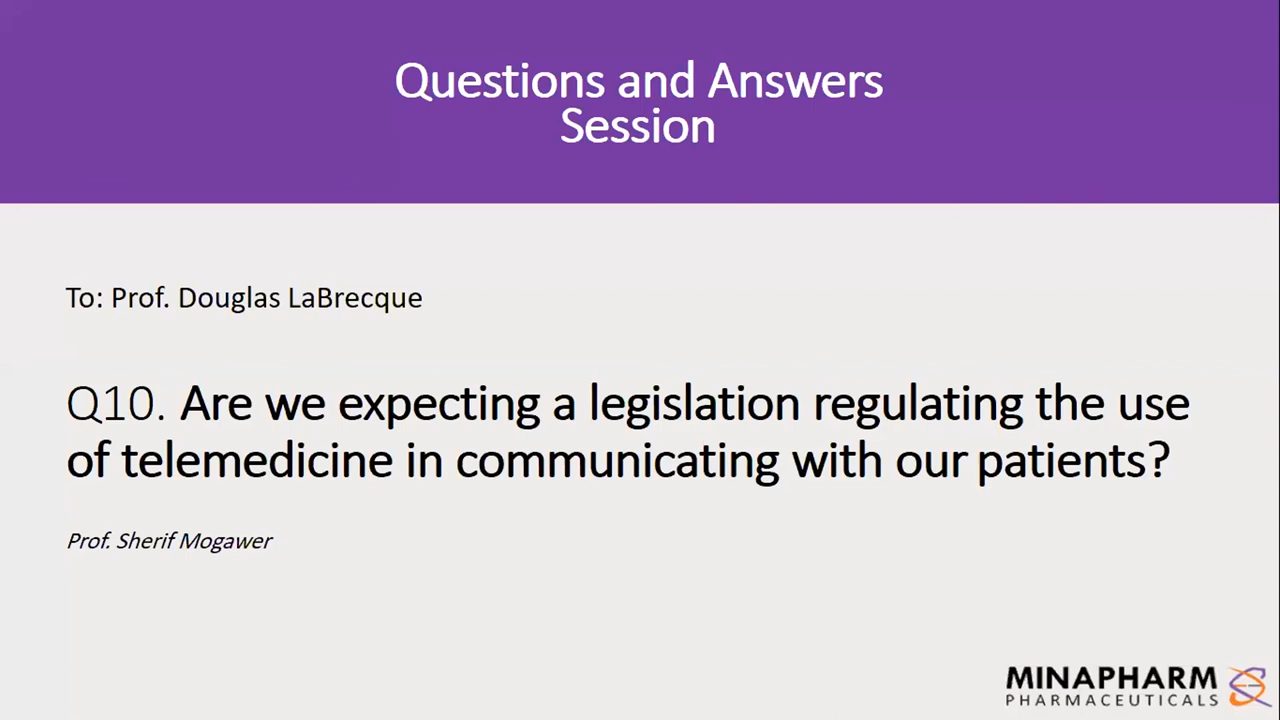 Questions and Answers
Session
To: Prof. Douglas LaBrecque
Q10. Are we expecting a legislation regulating the use
of telemedicine in communicating with our patients?
Prof. Sherif Mogawer
MINAPHARM
PHARMACEUTICALS